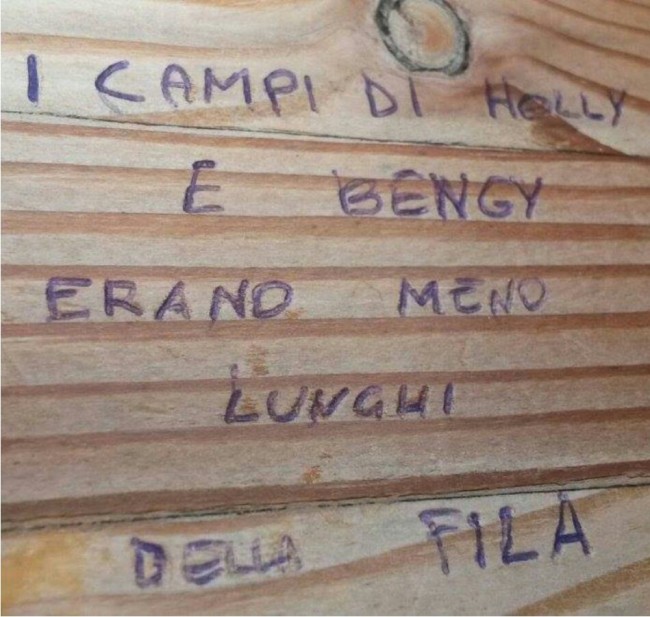 I CAMPI DI HOLLY
E BENGY
ERANO MENO
LUNGHI
DELLA FILA